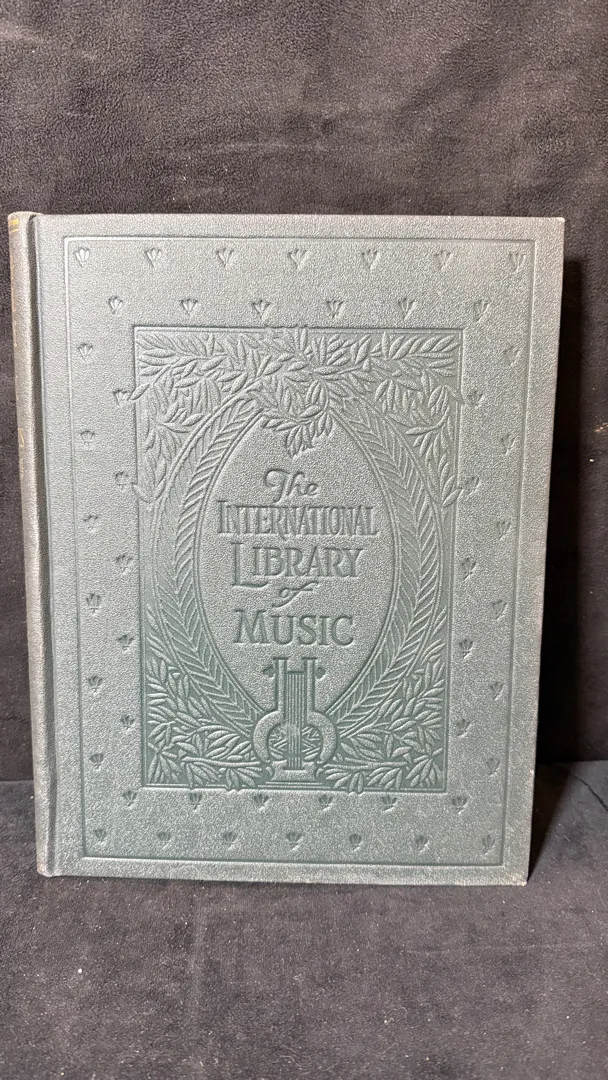 The
INTERNATIONAL
LIBRARY
of
MUSIC